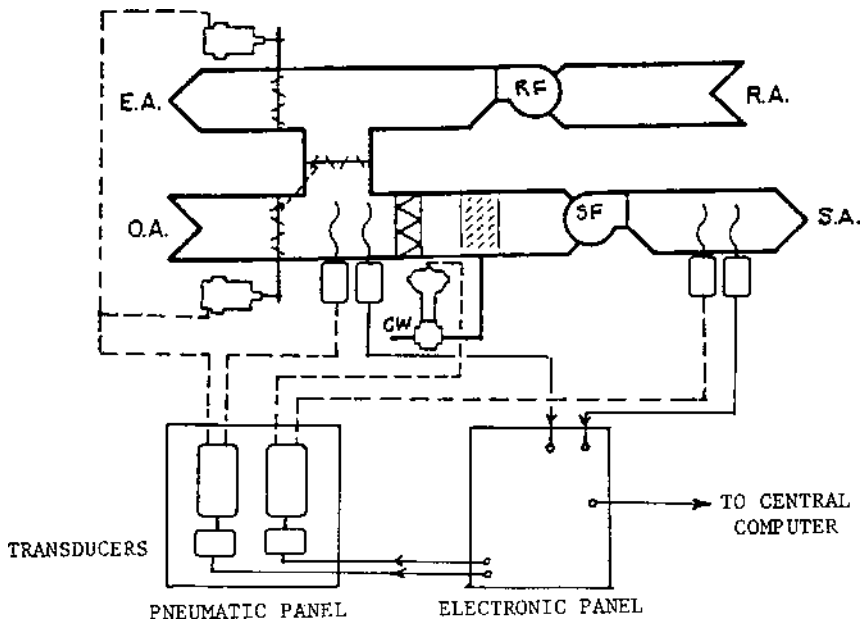 E.A.
RF
R.A.
O.A.
SF
S.A.
CW
TO CENTRAL
COMPUTER
TRANSDUCERS
PNEUMATIC PANEL
ELECTRONIC PANEL